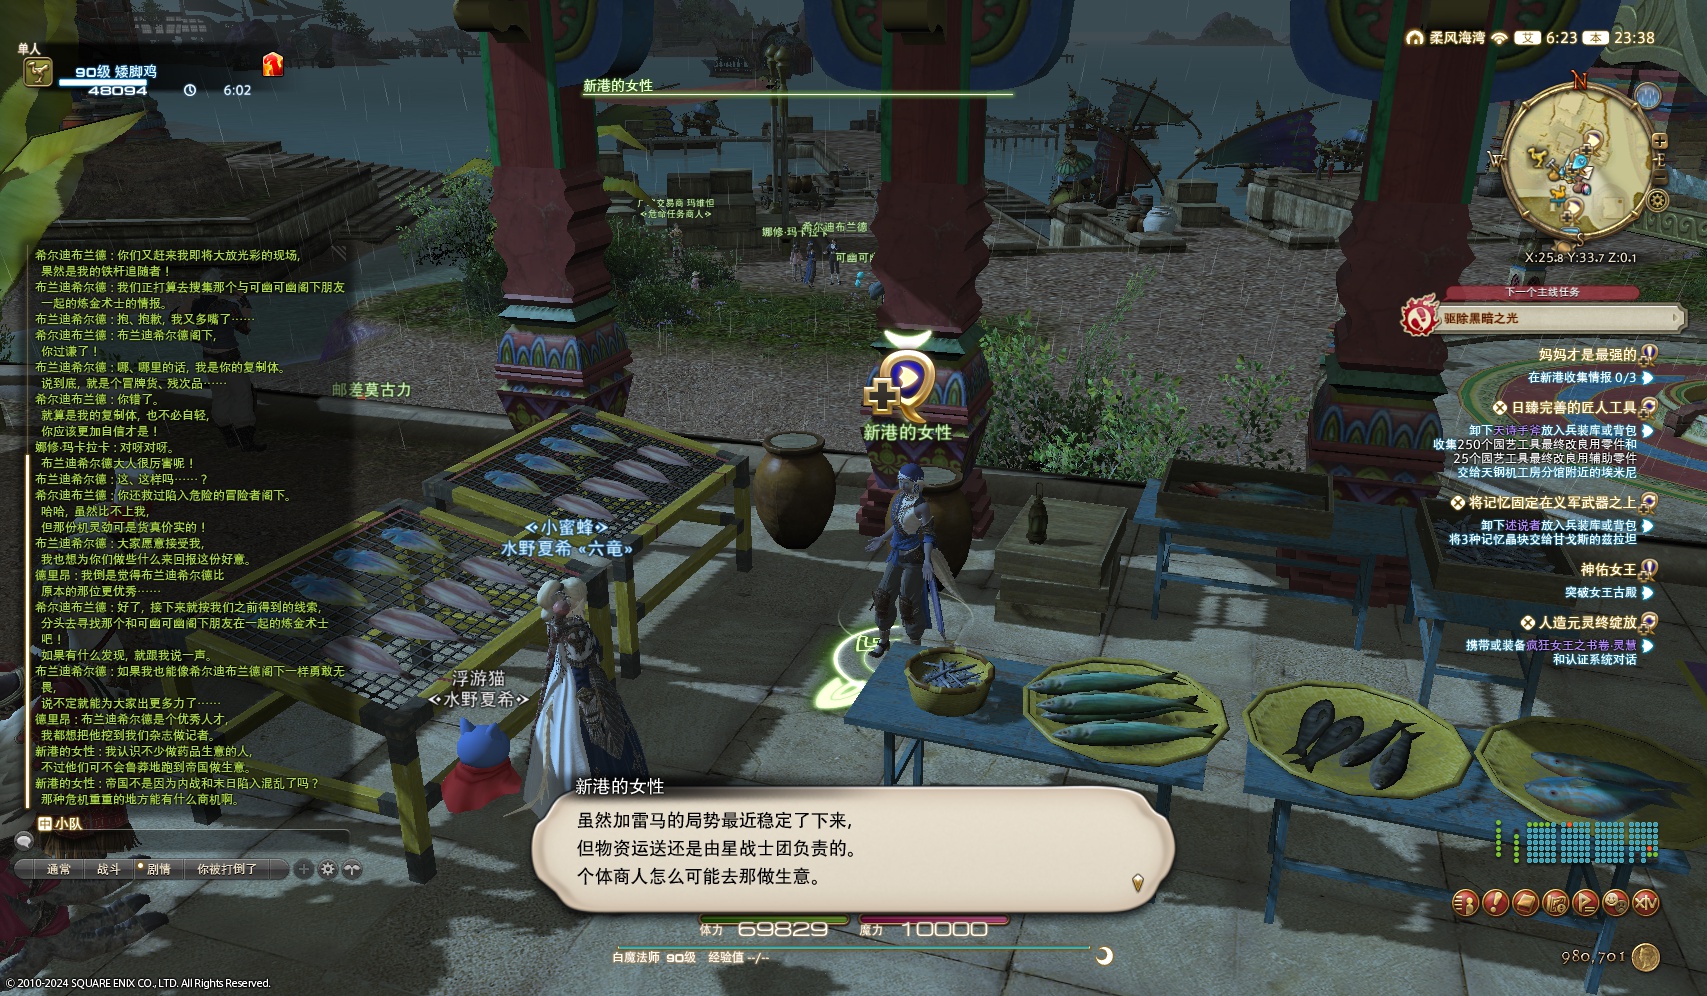 单人
90级 矮脚鸡
48094
6:02
新港的女性
柔风海湾 艾 6:23 本 23:38
N
W
E
S
X:25.8 Y:33.7 Z:0.1
下一个主线任务
驱除黑暗之光
妈妈才是最强的
在新港收集情报 0/3
日臻完善的匠人工具
卸下天诗手斧放入兵装库或背包
收集250个园艺工具最终改良用零件和
25个园艺工具最终改良用辅助零件
交给天钢机工房分馆附近的埃米尼
将记忆固定在义军武器之上
卸下述说者放入兵装库或背包
将3种记忆晶块交给甘戈斯的兹拉坦
神佑女王
突破女王古殿
人造元灵终绽放
携带或装备疯狂女王之书卷·灵慧
和认证系统对话
交易商 玛维怛
«危命任务商人»
娜修·玛卡拉卡
希尔迪布兰德
可幽可
邮差莫古力
新港的女性
«小蜜蜂»
水野夏希 «六竜»
浮游猫
«水野夏希»
希尔迪布兰德：你们又赶来我即将大放光彩的现场，
果然是我的铁杆追随者！
布兰迪希尔德：我们正打算去搜集那个与可幽可幽阁下朋友
一起的炼金术士的情报。
布兰迪希尔德：抱、抱歉，我又多嘴了……
希尔迪布兰德：布兰迪希尔德阁下，
你过谦了！
布兰迪希尔德：哪、哪里的话，我是你的复制体。
说到底，就是个冒牌货、残次品……
希尔迪布兰德：你错了。
就算是我的复制体，也不必自轻，
你应该更加自信才是！
娜修·玛卡拉卡：对呀对呀。
布兰迪希尔德大人很厉害呢！
布兰迪希尔德：这、这样吗……？
希尔迪布兰德：你还救过陷入危险的冒险者阁下。
哈哈，虽然比不上我，
但那份机灵劲可是货真价实的！
布兰迪希尔德：大家愿意接受我，
我也想为你们做些什么来回报这份好意。
德里昂：我倒是觉得布兰迪希尔德比
原本的那位更优秀……
希尔迪布兰德：好了，接下来就按我们之前得到的线索，
分头去寻找那个和可幽可幽阁下朋友在一起的炼金术士
吧！
如果有什么发现，就跟我说一声。
布兰迪希尔德：如果我也能像希尔迪布兰德阁下一样勇敢无
畏，
说不定就能为大家出更多力了……
德里昂：布兰迪希尔德是个优秀人才，
我都想把他挖到我们杂志做记者。
新港的女性：我认识不少做药品生意的人，
不过他们可不会鲁莽地跑到帝国做生意。
新港的女性：帝国不是因为内战和末日陷入混乱了吗？
那种危机重重的地方能有什么商机啊。
小队
通常 战斗 剧情 你被打倒了
新港的女性
虽然加雷马的局势最近稳定了下来，
但物资运送还是由星战士团负责的。
个体商人怎么可能去那做生意。
体力 69829 魔力 10000
白魔法师 90级 经验值 --/--
XIV
980,701
© 2010-2024 SQUARE ENIX CO., LTD. All Rights Reserved.